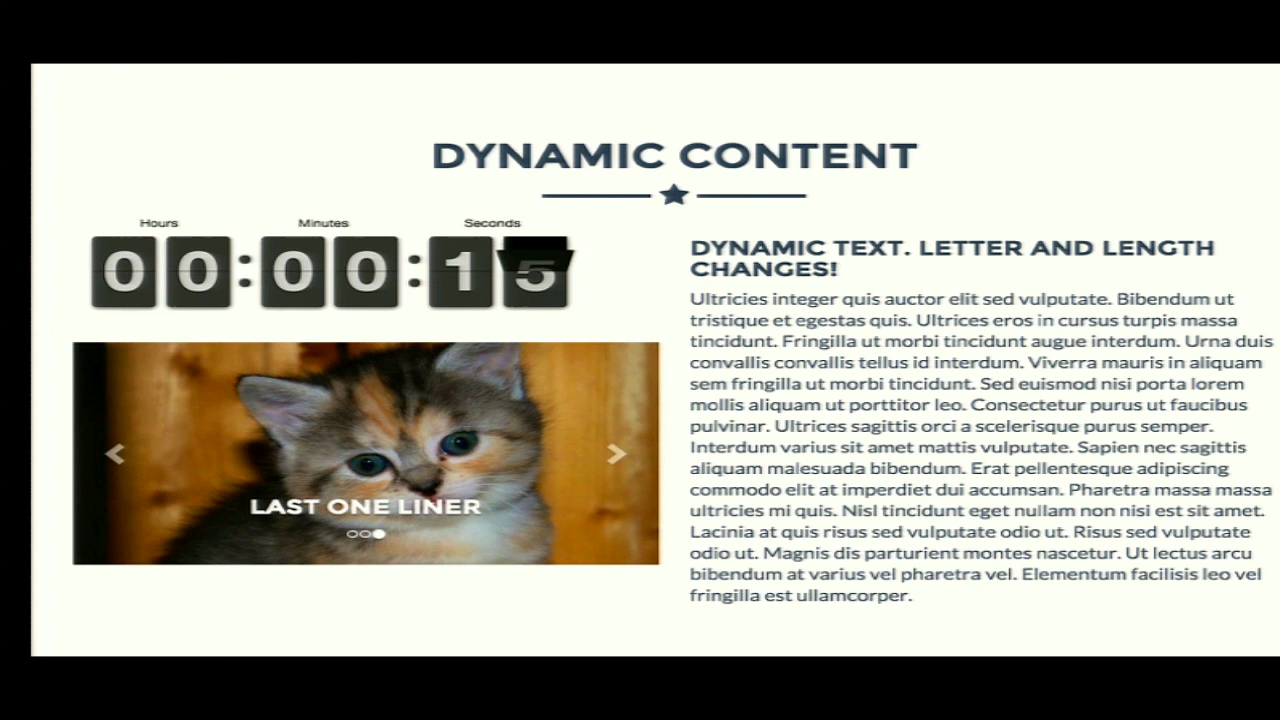 DYNAMIC CONTENT
Hours Minutes Seconds
00:00:15
LAST ONE LINER
DYNAMIC TEXT. LETTER AND LENGTH
CHANGES!
Ultricies integer quis auctor elit sed vulputate. Bibendum ut
tristique et egestas quis. Ultrices eros in cursus turpis massa
tincidunt. Fringilla ut morbi tincidunt augue interdum. Urna duis
convallis convallis tellus id interdum. Viverra mauris in aliquam
sem fringilla ut morbi tincidunt. Sed euismod nisi porta lorem
mollis aliquam ut porttitor leo. Consectetur purus ut faucibus
pulvinar. Ultrices sagittis orci a scelerisque purus semper.
Interdum varius sit amet mattis vulputate. Sapien nec sagittis
aliquam malesuada bibendum. Erat pellentesque adipiscing
commodo elit at imperdiet dui accumsan. Pharetra massa massa
ultricies mi quis. Nisl tincidunt eget nullam non nisi est sit amet.
Lacinia at quis risus sed vulputate odio ut. Risus sed vulputate
odio ut. Magnis dis parturient montes nascetur. Ut lectus arcu
bibendum at varius vel pharetra vel. Elementum facilisis leo vel
fringilla est ullamcorper.